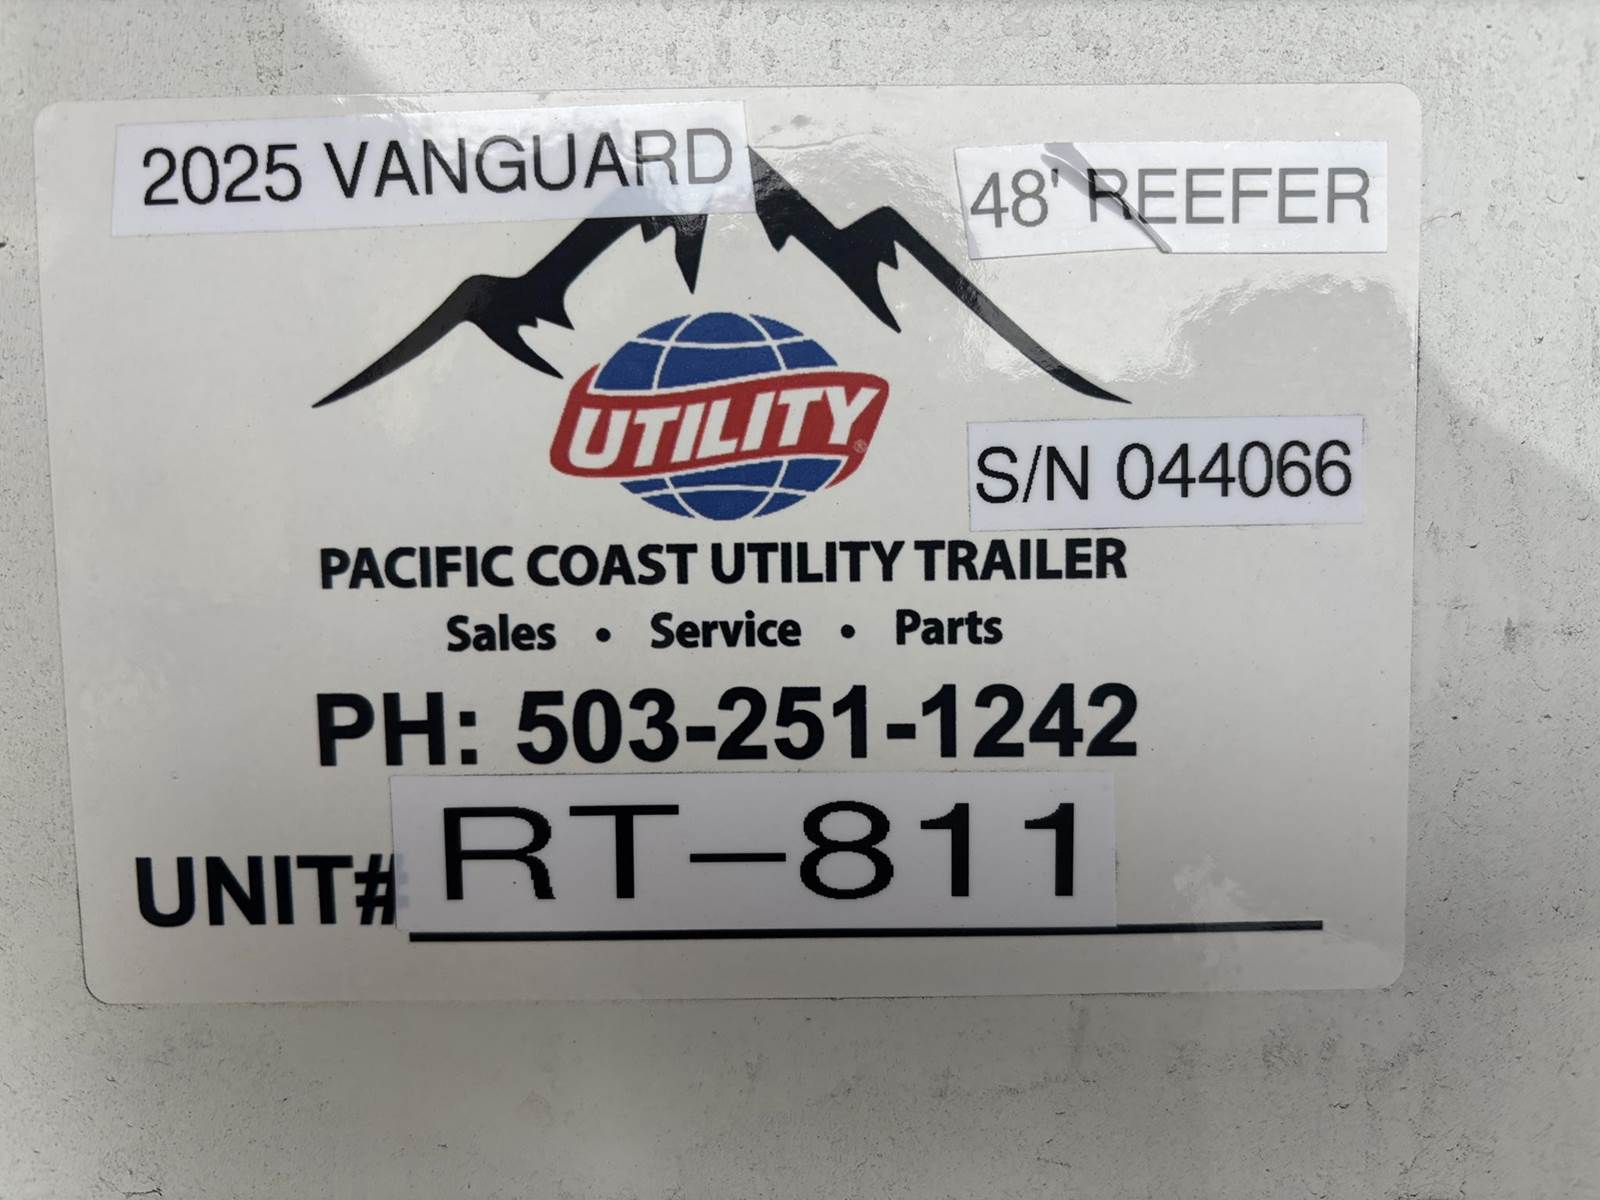 2025 VANGUARD
48' REEFER
UTILITY®
S/N 044066
PACIFIC COAST UTILITY TRAILER
Sales • Service • Parts
PH: 503-251-1242
UNIT# RT-811